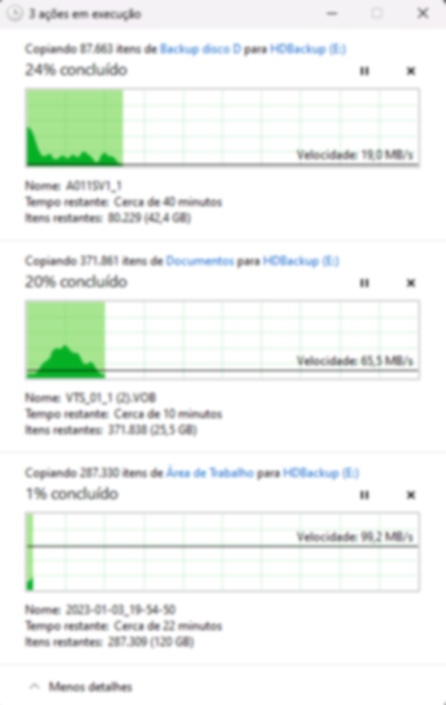 3 ações em execução
Copiando 87.663 itens de Backup disco D para HDBackup (E:)
24% concluído
Velocidade: 19,0 MB/s
Nome: A011SV1_1
Tempo restante: Cerca de 40 minutos
Itens restantes: 80.229 (42,4 GB)
Copiando 371.861 itens de Documentos para HDBackup (E:)
20% concluído
Velocidade: 65,5 MB/s
Nome: VTS_01_1 (2).VOB
Tempo restante: Cerca de 10 minutos
Itens restantes: 371.838 (25,5 GB)
Copiando 287.330 itens de Área de Trabalho para HDBackup (E:)
1% concluído
Velocidade: 99,2 MB/s
Nome: 2023-01-03_19-54-50
Tempo restante: Cerca de 22 minutos
Itens restantes: 287.309 (120 GB)
Menos detalhes